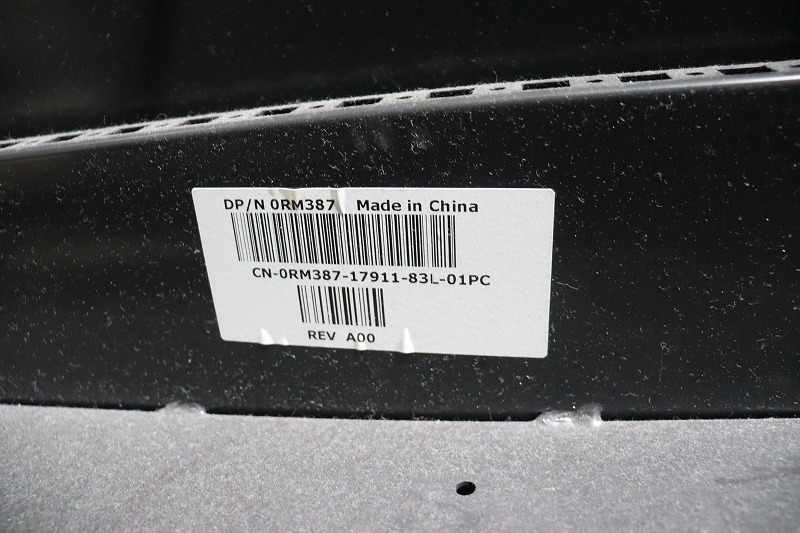 DP/N 0RM387 Made in China
CN-0RM387-17911-83L-01PC
REV A00